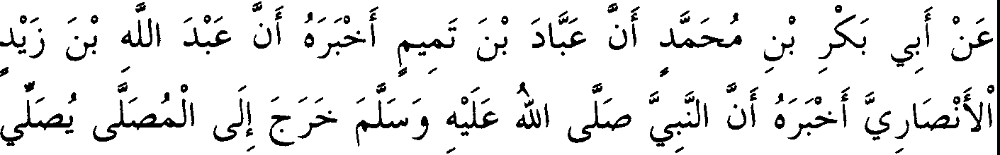 عَنْ أَبِي بَكْرِ بْنِ مُحَمَّدٍ أَنَّ عَبَّادَ بْنَ تَمِيمٍ أَخْبَرَهُ أَنَّ عَبْدَ اللَّهِ بْنَ زَيْدٍ
الْأَنْصَارِيَّ أَخْبَرَهُ أَنَّ النَّبِيَّ صَلَّى اللهُ عَلَيْهِ وَسَلَّمَ خَرَجَ إِلَى الْمُصَلَّى يُصَلِّي